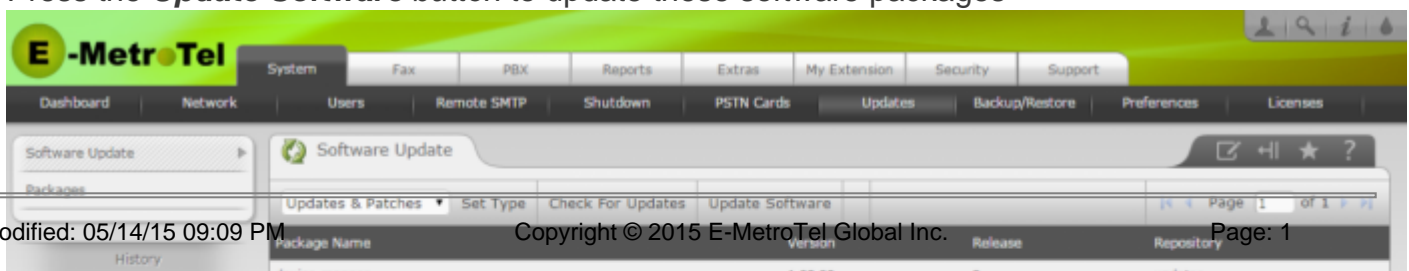 Press the Update Software button to update these software packages
E-MetroTel
System Fax PBX Reports Extras My Extension Security Support
Dashboard Network Users Remote SMTP Shutdown PSTN Cards Updates Backup/Restore Preferences Licenses
Software Update
Software Update
Packages
Updates & Patches Set Type Check For Updates Update Software Page 1 of 1
odified: 05/14/15 09:09 PM Copyright © 2015 E-MetroTel Global Inc. Page: 1
Package Name Version Release Repository
History